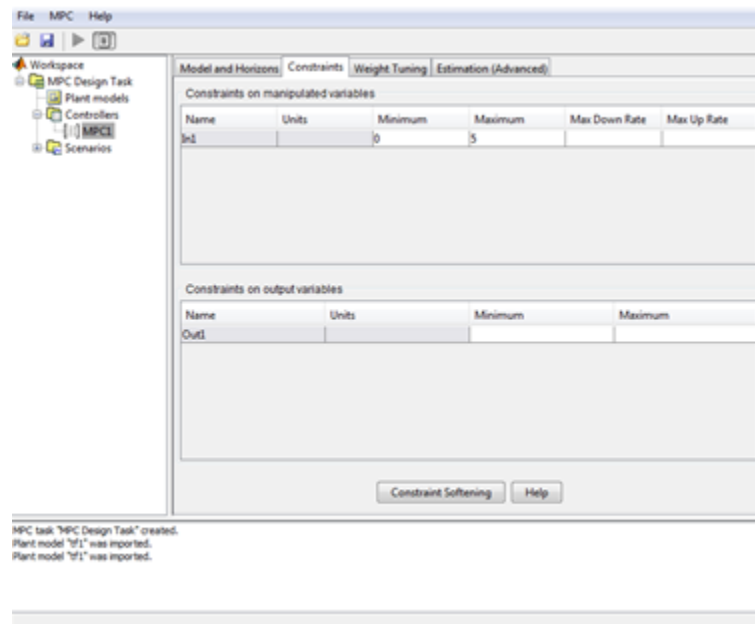 File MPC Help
Workspace
MPC Design Task
Plant models
Controllers
MPC1
Scenarios
Model and Horizons Constraints Weight Tuning Estimation (Advanced)
Constraints on manipulated variables
Name Units Minimum Maximum Max Down Rate Max Up Rate
In1 0 5
Constraints on output variables
Name Units Minimum Maximum
Out1
Constraint Softening Help
MPC task "MPC Design Task" created.
Plant model "tf1" was imported.
Plant model "tf1" was imported.